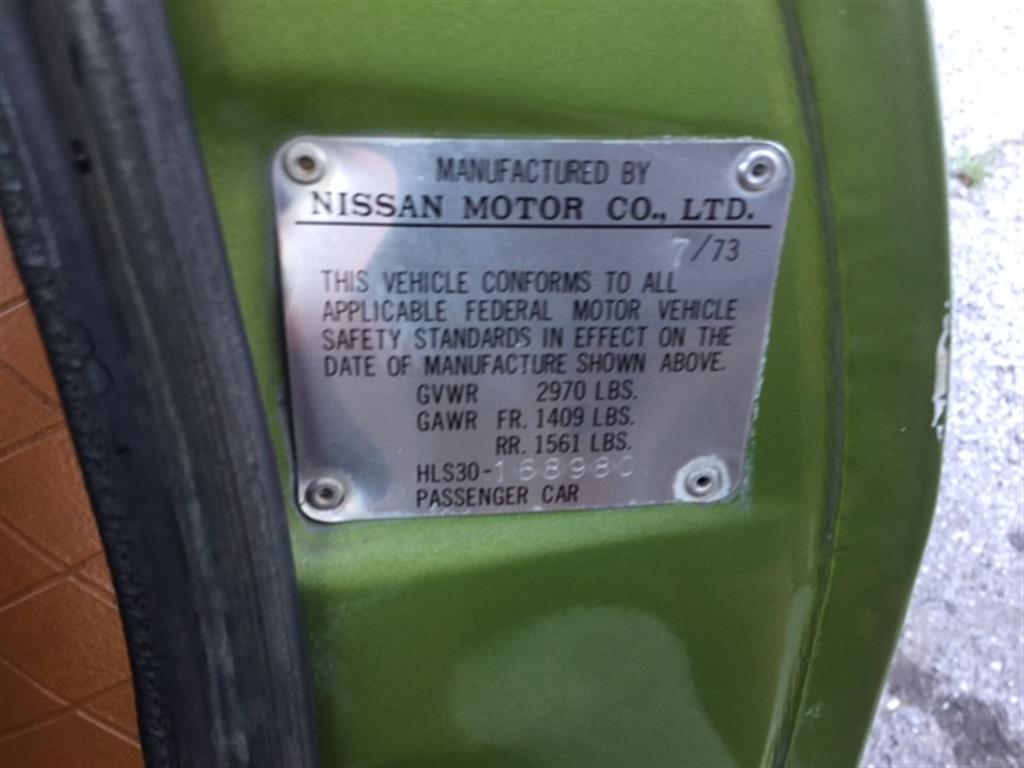 MANUFACTURED BY
NISSAN MOTOR CO., LTD.
7/73
THIS VEHICLE CONFORMS TO ALL
APPLICABLE FEDERAL MOTOR VEHICLE
SAFETY STANDARDS IN EFFECT ON THE
DATE OF MANUFACTURE SHOWN ABOVE.
GVWR 2970 LBS.
GAWR FR. 1409 LBS.
RR. 1561 LBS.
HLS30-168980
PASSENGER CAR